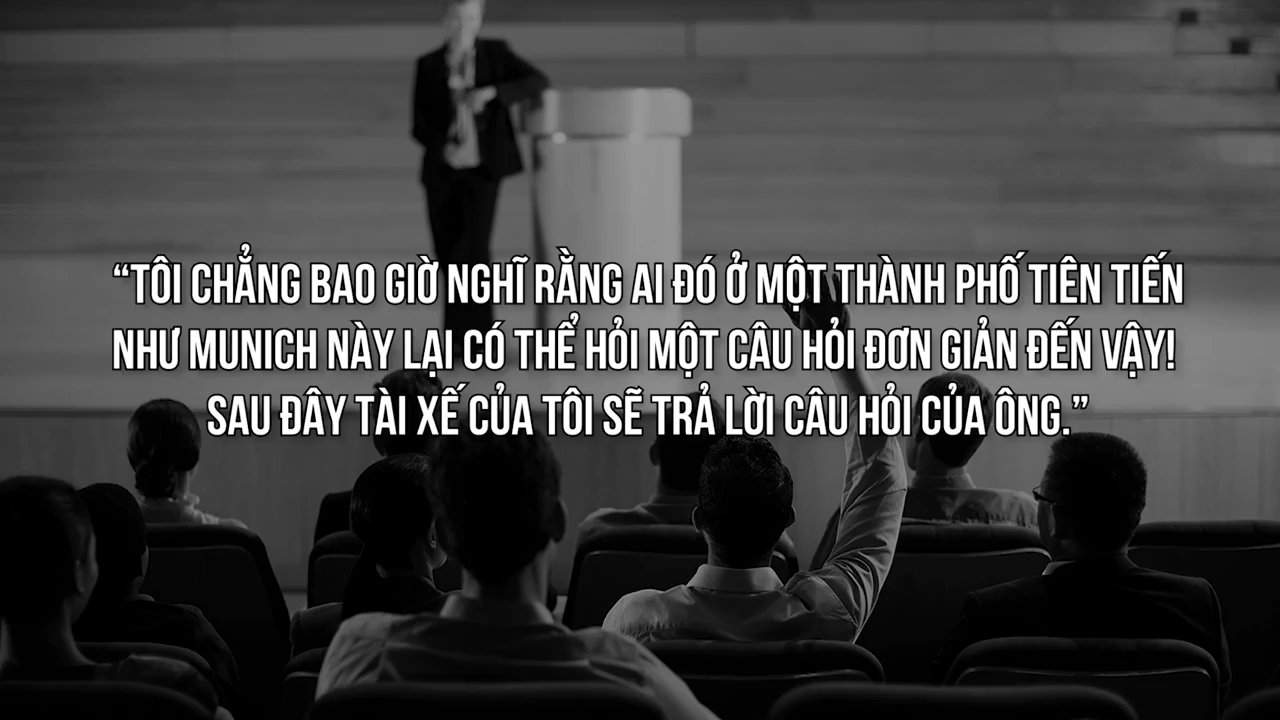 “TÔI CHẲNG BAO GIỜ NGHĨ RẰNG AI ĐÓ Ở MỘT THÀNH PHỐ TIÊN TIẾN
NHƯ MUNICH NÀY LẠI CÓ THỂ HỎI MỘT CÂU HỎI ĐƠN GIẢN ĐẾN VẬY!
SAU ĐÂY TÀI XẾ CỦA TÔI SẼ TRẢ LỜI CÂU HỎI CỦA ÔNG.”